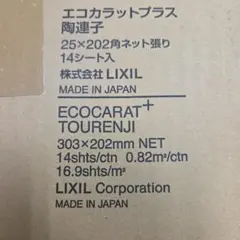 エコカラットプラス
陶連子
25×202角ネット張り
14シート入
株式会社 LIXIL
MADE IN JAPAN
ECOCARAT+
TOURENJI
303×202mm NET
14shts/ctn 0.82m²/ctn
16.9shts/m²
LIXIL Corporation
MADE IN JAPAN